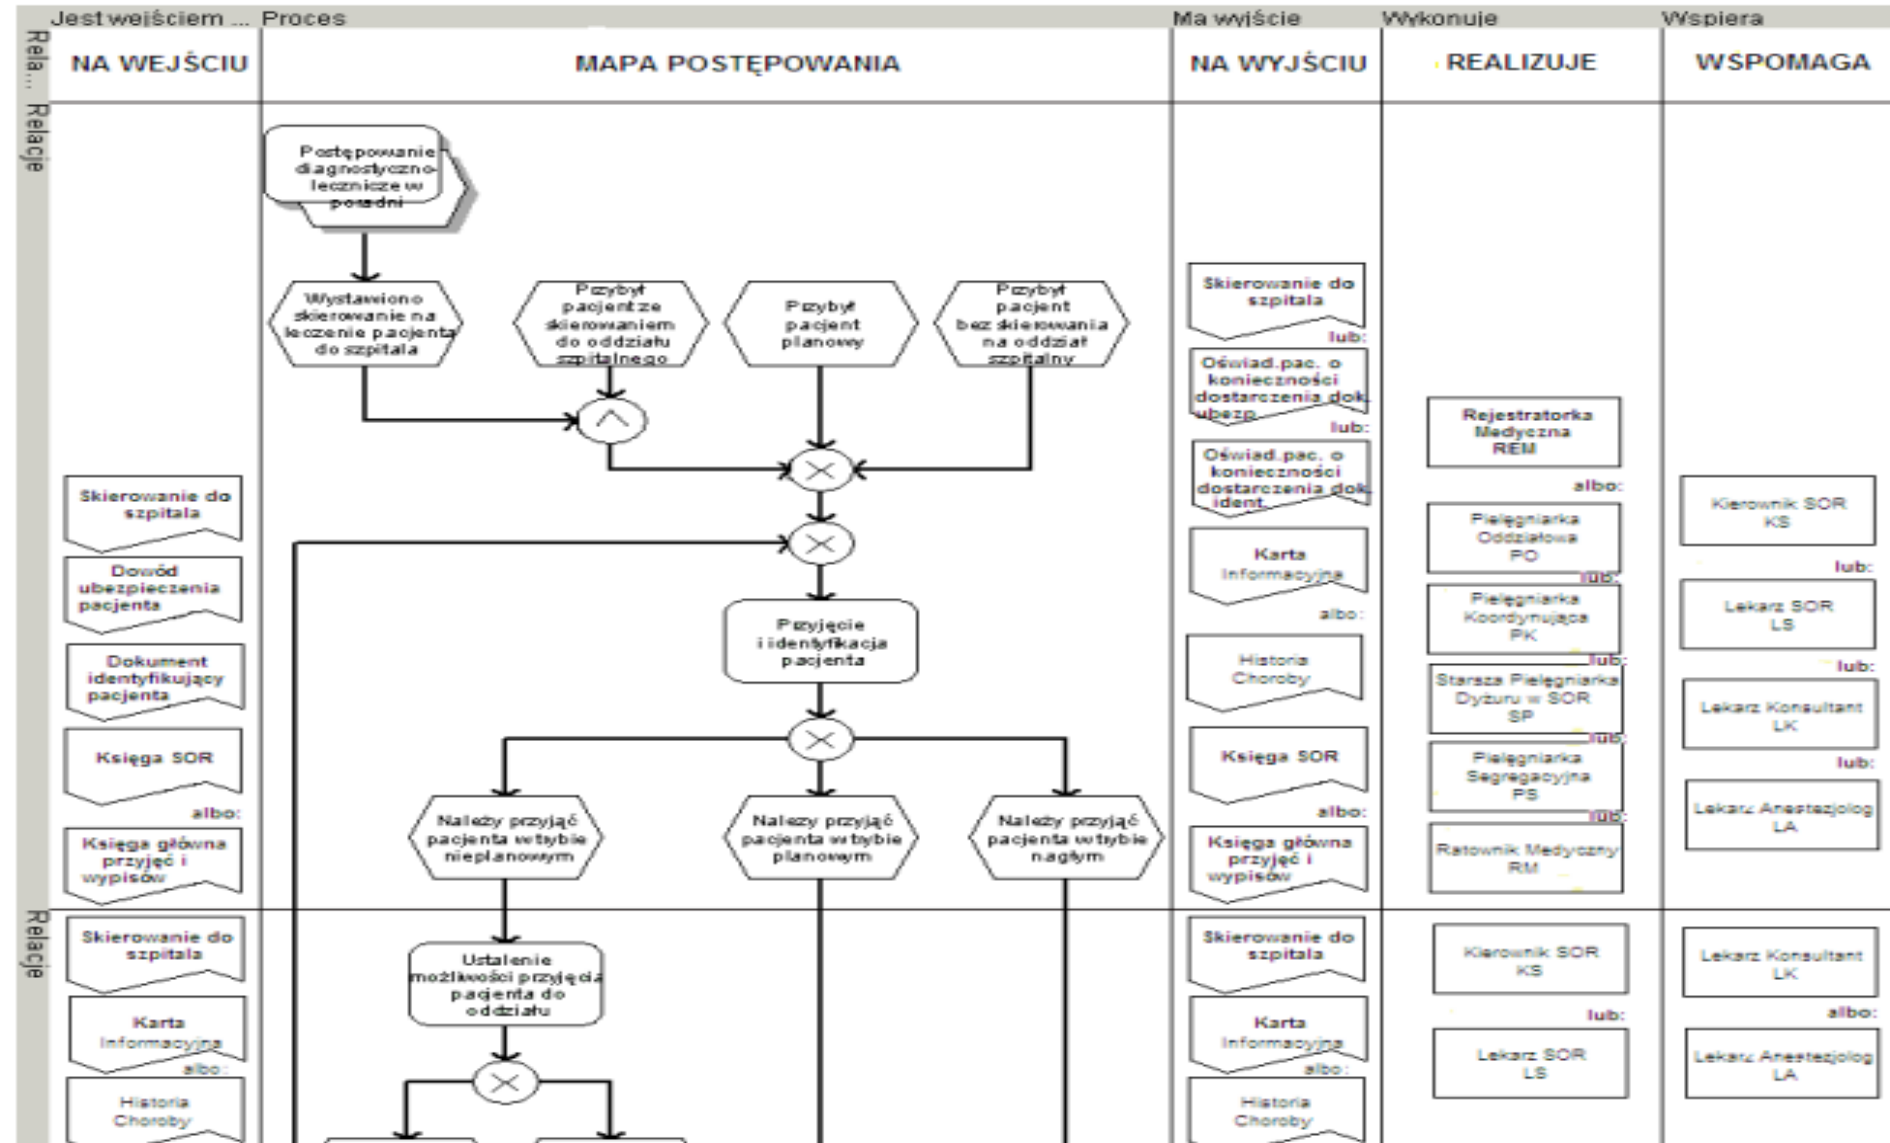 Jest wejściem ... Proces Ma wyjście Wykonuje Wspiera
Rela...
NA WEJŚCIU MAPA POSTĘPOWANIA NA WYJŚCIU REALIZUJE WSPOMAGA
Relacje
Postępowanie
diagnostyczno-
lecznicze w
poradni
Wystawiono
skierowanie na
leczenie pacjenta
do szpitala
Przybył
pacjent ze
skierowaniem
do oddziału
szpitalnego
Przybył
pacjent
planowy
Przybył
pacjent
bez skierowania
na oddział
szpitalny
Przyjęcie
i identyfikacja
pacjenta
Należy przyjąć
pacjenta w trybie
nieplanowym
Należy przyjąć
pacjenta w trybie
planowym
Należy przyjąć
pacjenta w trybie
nagłym
Skierowanie do
szpitala
Dowód
ubezpieczenia
pacjenta
Dokument
identyfikujący
pacjenta
Księga SOR
albo:
Księga główna
przyjęć i
wypisów
Skierowanie do
szpitala
lub:
Oświad.pac. o
konieczności
dostarczenia dok.
ubezp.
lub:
Oświad.pac. o
konieczności
dostarczenia dok.
ident.
Karta
Informacyjna
albo:
Historia
Choroby
Księga SOR
albo:
Księga główna
przyjęć i
wypisów
Rejestratorka
Medyczna
REM
albo:
Pielęgniarka
Oddziałowa
PO
lub:
Pielęgniarka
Koordynująca
PK
lub:
Starsza Pielęgniarka
Dyżuru w SOR
SP
lub:
Pielęgniarka
Segregacyjna
PS
lub:
Ratownik Medyczny
RM
Kierownik SOR
KS
lub:
Lekarz SOR
LS
lub:
Lekarz Konsultant
LK
lub:
Lekarz Anestezjolog
LA
Relacje
Skierowanie do
szpitala
Karta
Informacyjna
albo:
Historia
Choroby
Ustalenie
możliwości przyjęcia
pacjenta do
oddziału
Skierowanie do
szpitala
Karta
Informacyjna
albo:
Historia
Choroby
Kierownik SOR
KS
lub:
Lekarz SOR
LS
Lekarz Konsultant
LK
albo:
Lekarz Anestezjolog
LA